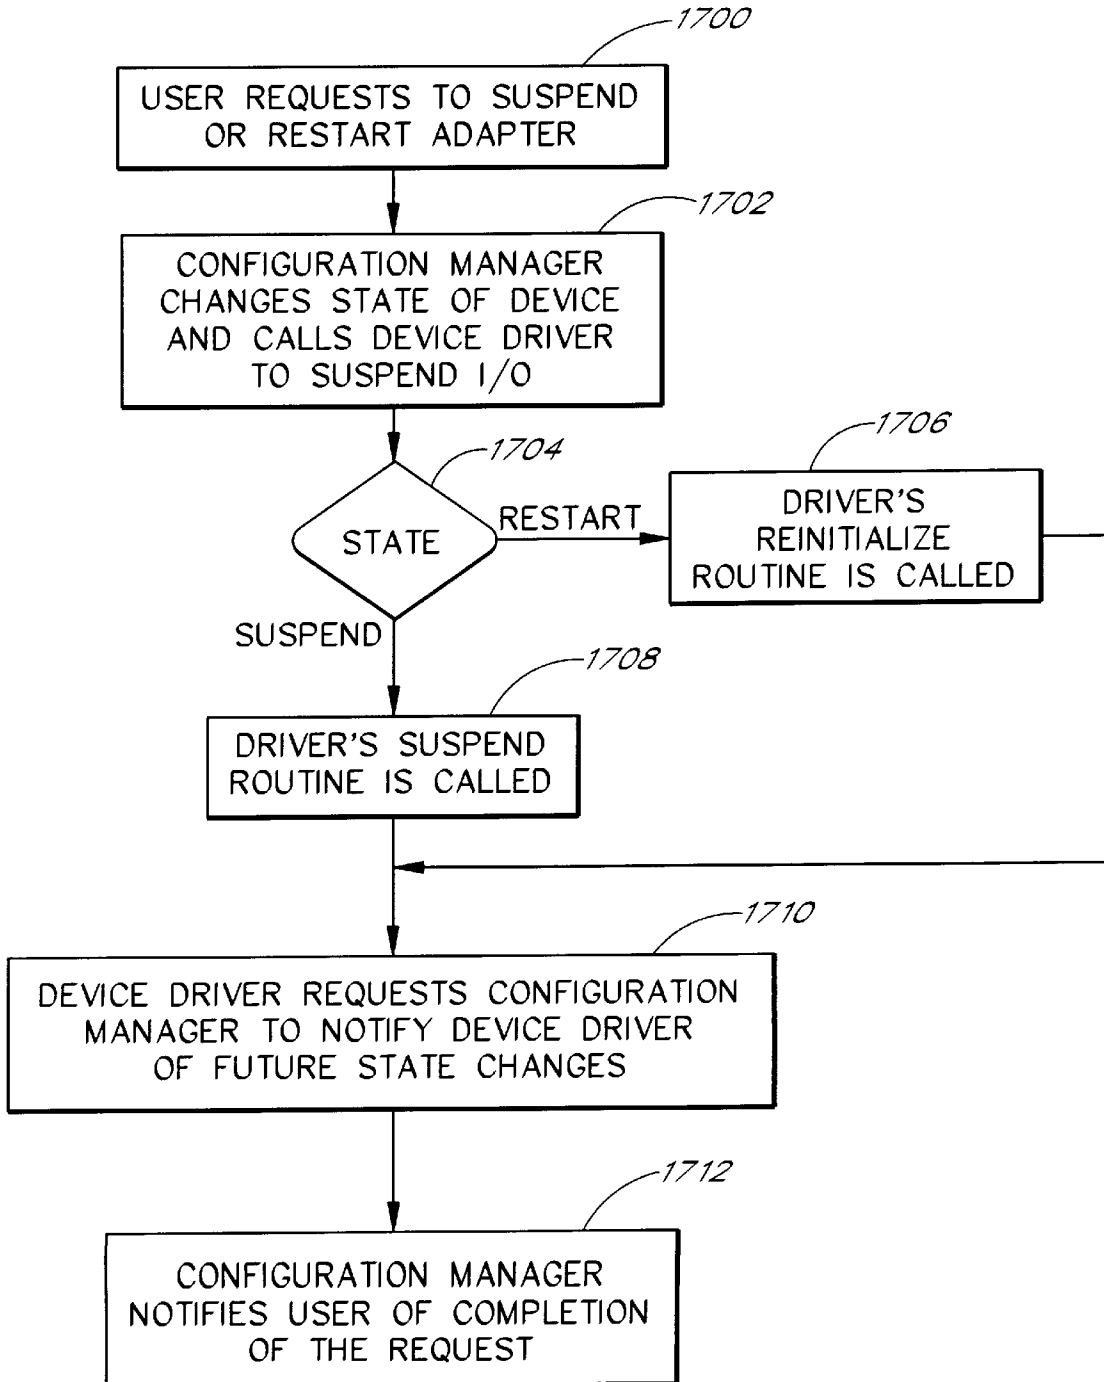 1700
USER REQUESTS TO SUSPEND
OR RESTART ADAPTER
1702
CONFIGURATION MANAGER
CHANGES STATE OF DEVICE
AND CALLS DEVICE DRIVER
TO SUSPEND I/O
1704
STATE
RESTART
1706
DRIVER'S
REINITIALIZE
ROUTINE IS CALLED
SUSPEND
1708
DRIVER'S SUSPEND
ROUTINE IS CALLED
1710
DEVICE DRIVER REQUESTS CONFIGURATION
MANAGER TO NOTIFY DEVICE DRIVER
OF FUTURE STATE CHANGES
1712
CONFIGURATION MANAGER
NOTIFIES USER OF COMPLETION
OF THE REQUEST